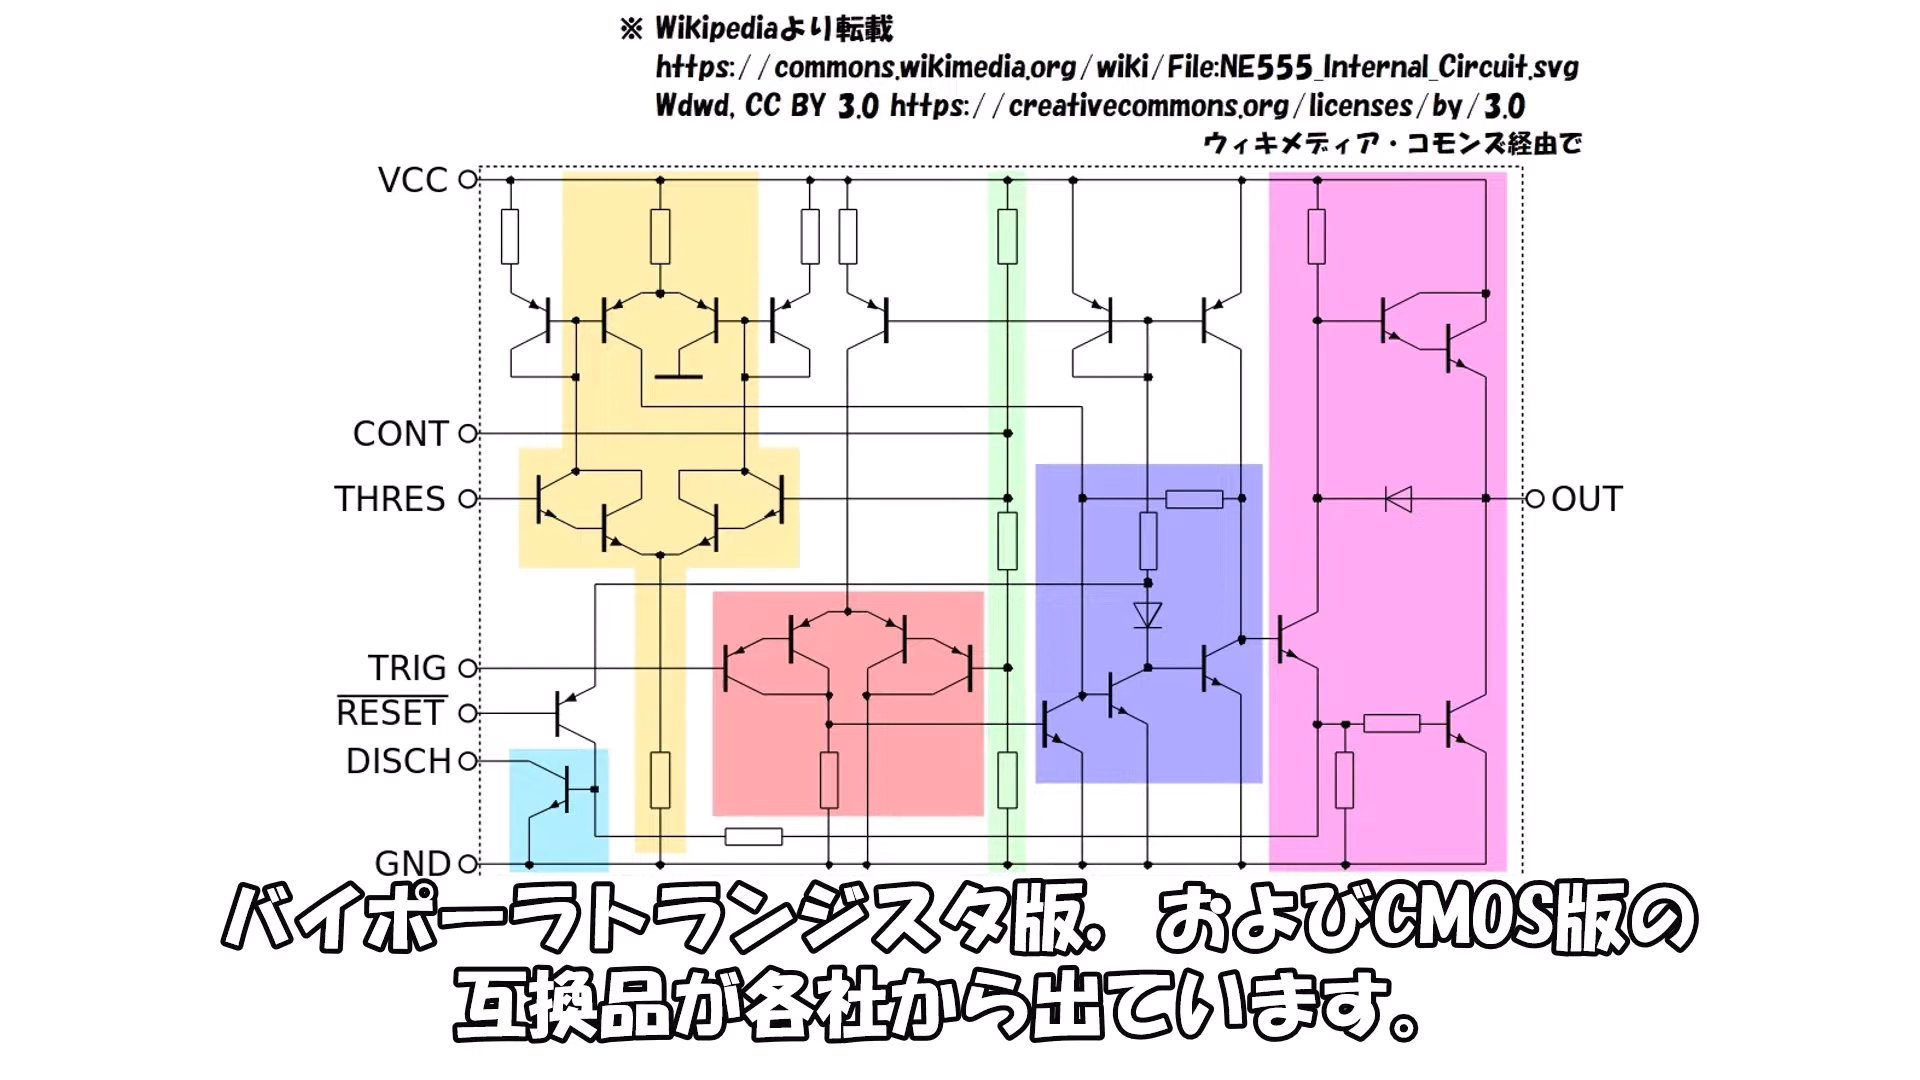 ※ Wikipediaより転載
https://commons.wikimedia.org/wiki/File:NE555_Internal_Circuit.svg
Wdwd, CC BY 3.0 https://creativecommons.org/licenses/by/3.0
ウィキメディア・コモンズ経由で
VCC
CONT
THRES
OUT
TRIG
RESET
DISCH
GND
バイポーラトランジスタ版，およびCMOS版の
互換品が各社から出ています。